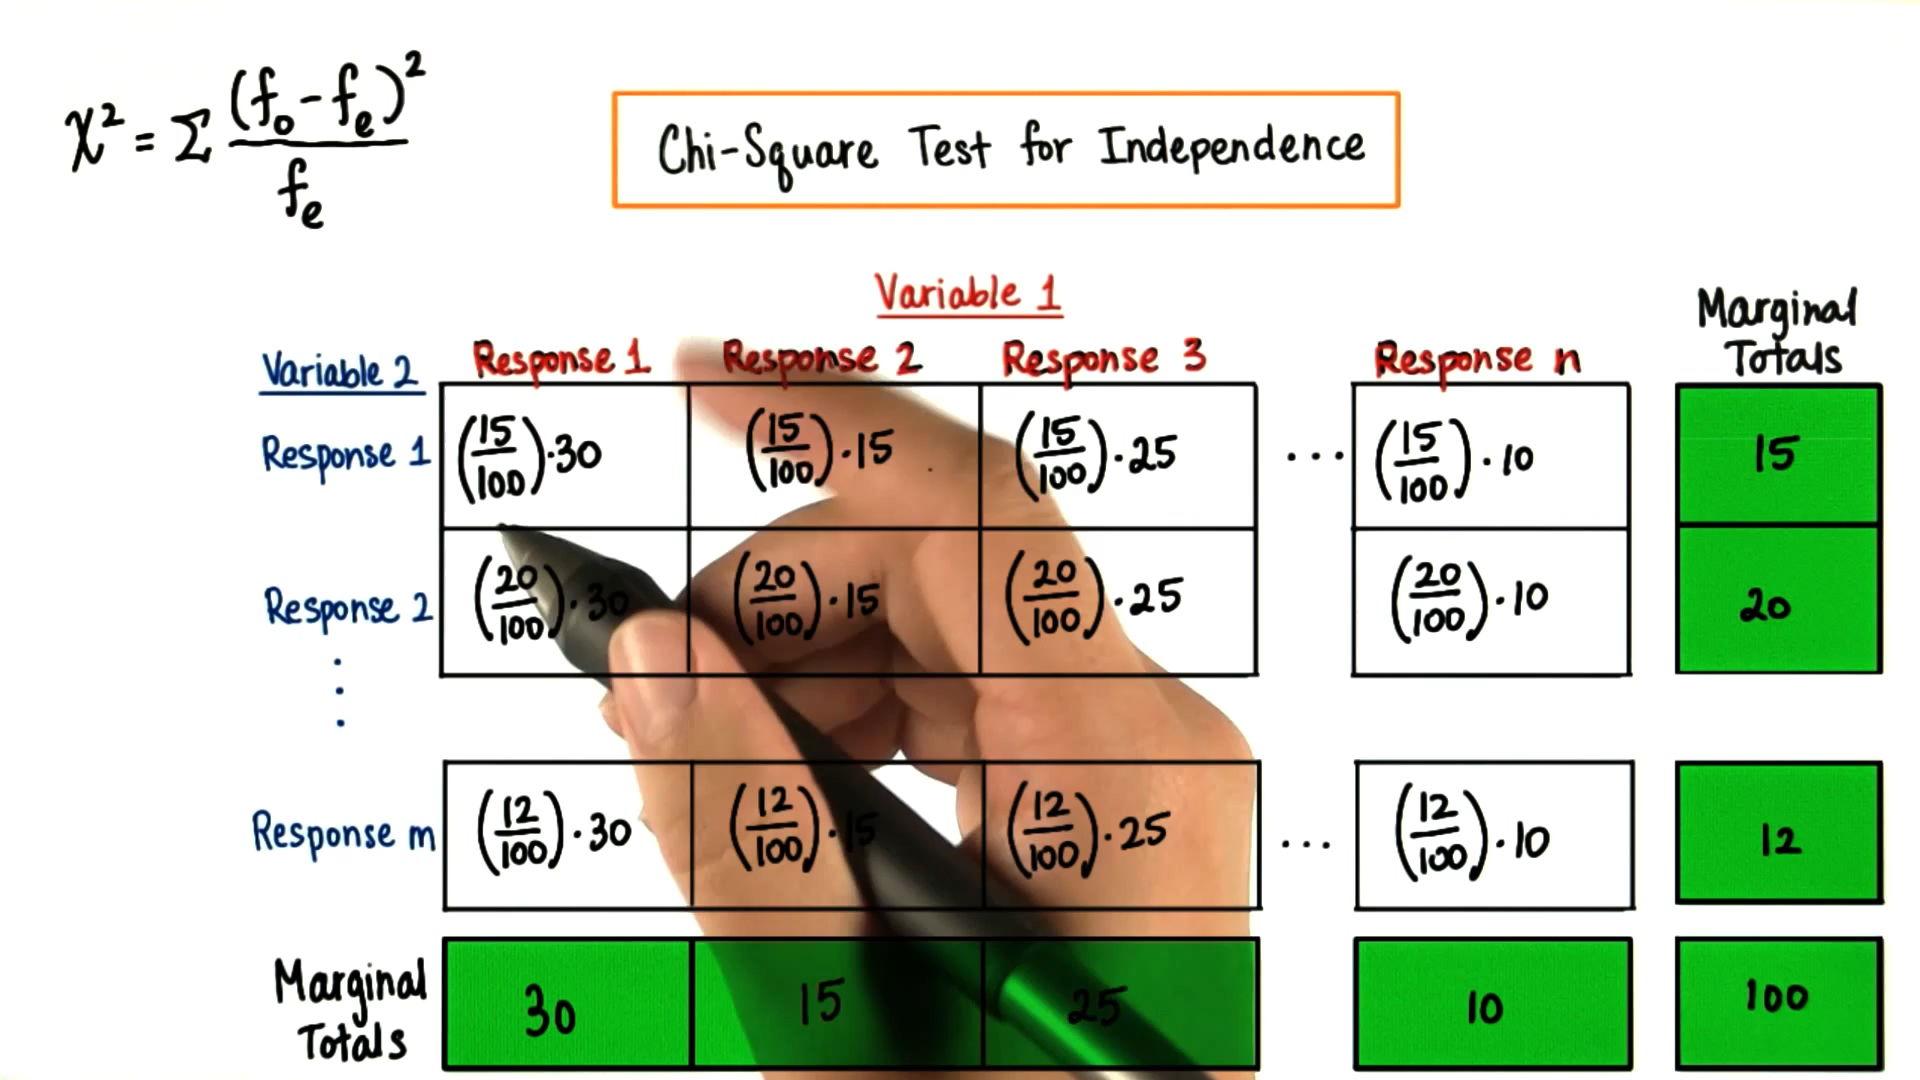 χ² = Σ (f₀ - fₑ)² / fₑ
Chi-Square Test for Independence
Variable 1
Marginal Totals
Variable 2
Response 1 Response 2 Response 3 Response n
Response 1 (15/100)·30 (15/100)·15 (15/100)·25 ... (15/100)·10 15
Response 2 (20/100)·30 (20/100)·15 (20/100)·25 (20/100)·10 20
⋮
Response m (12/100)·30 (12/100)·15 (12/100)·25 ... (12/100)·10 12
Marginal Totals 30 15 25 10 100